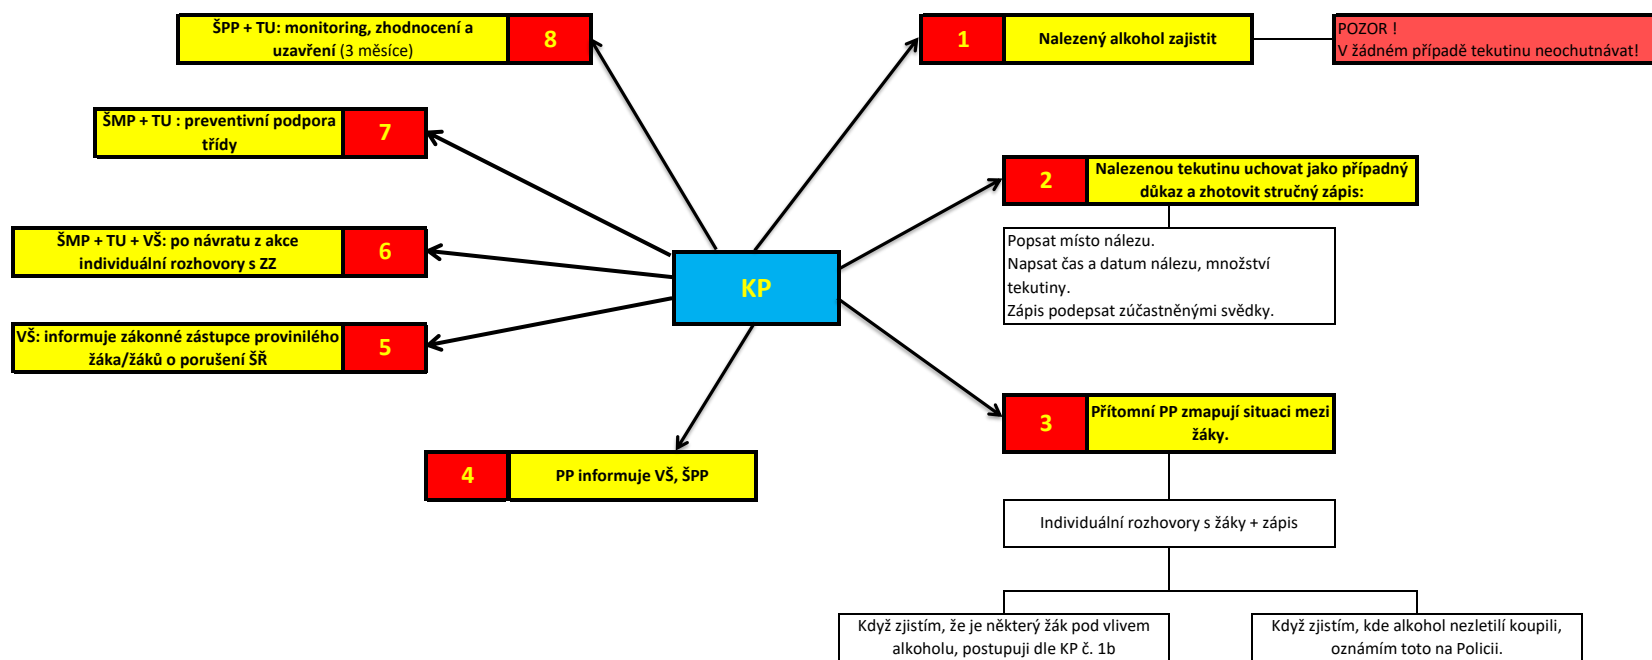 KP
1
Nalezený alkohol zajistit
POZOR !
V žádném případě tekutinu neochutnávat!
2
Nalezenou tekutinu uchovat jako případný
důkaz a zhotovit stručný zápis:
Popsat místo nálezu.
Napsat čas a datum nálezu, množství
tekutiny.
Zápis podepsat zúčastněnými svědky.
3
Přítomní PP zmapují situaci mezi
žáky.
Individuální rozhovory s žáky + zápis
Když zjistím, že je některý žák pod vlivem
alkoholu, postupuji dle KP č. 1b
Když zjistím, kde alkohol nezletilí koupili,
oznámím toto na Policii.
4
PP informuje VŠ, ŠPP
5
VŠ: informuje zákonné zástupce provinilého
žáka/žáků o porušení ŠŘ
6
ŠMP + TU + VŠ: po návratu z akce
individuální rozhovory s ZZ
7
ŠMP + TU : preventivní podpora
třídy
8
ŠPP + TU: monitoring, zhodnocení a
uzavření (3 měsíce)